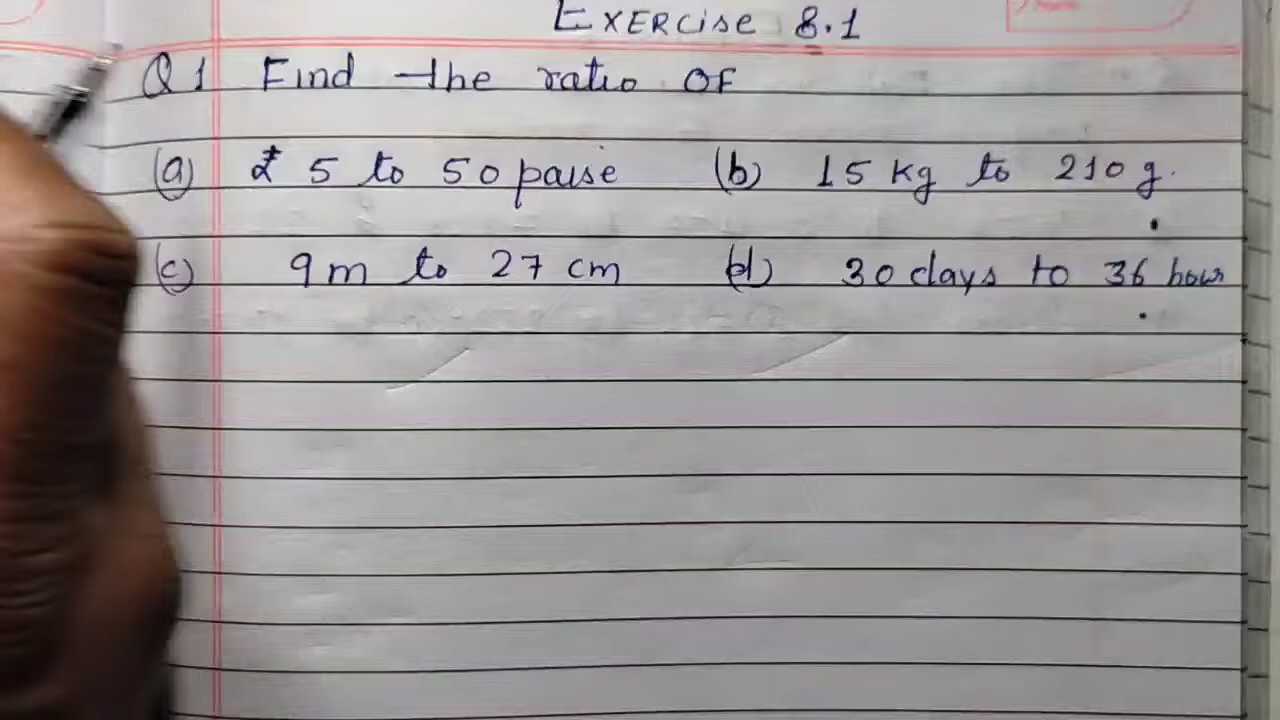 Exercise 8.1
Q1 Find the ratio of
(a) ₹ 5 to 50 paise (b) 15 kg to 210 g.
(c) 9 m to 27 cm (d) 30 days to 36 hour